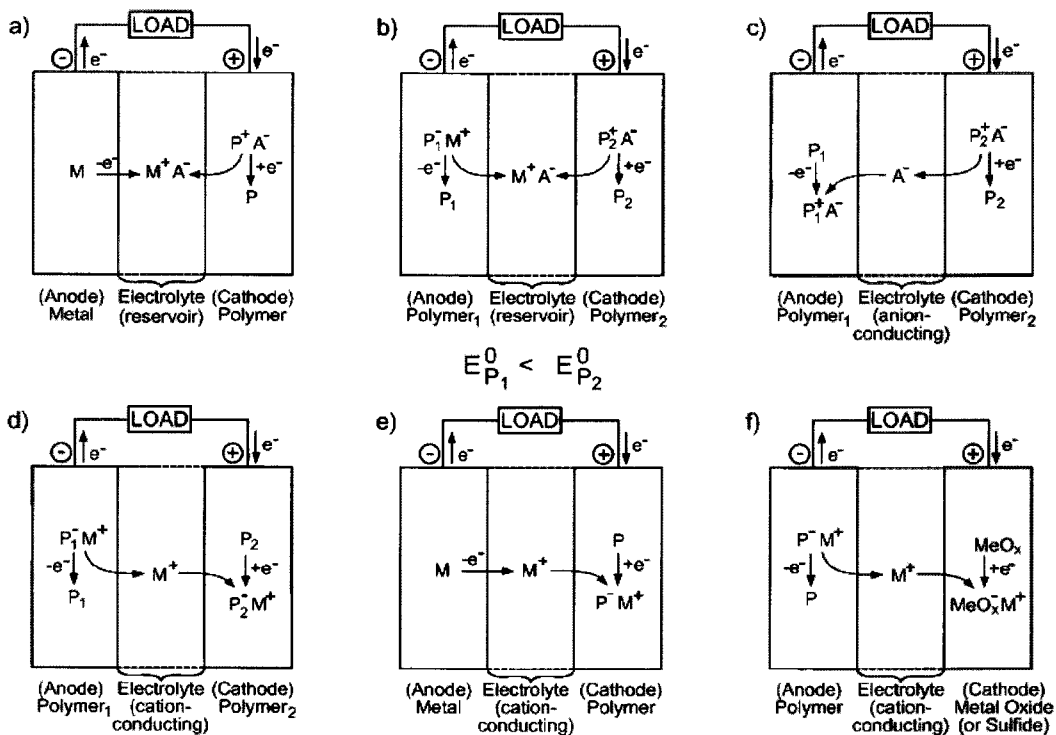 a)
LOAD
⊖ e⁻
⊕ e⁻
M –e⁻ M⁺A⁻
P⁺A⁻
+e⁻
P
(Anode) Metal
Electrolyte (reservoir)
(Cathode) Polymer
b)
LOAD
⊖ e⁻
⊕ e⁻
P₁⁻M⁺
–e⁻
P₁
M⁺A⁻
P₂⁺A⁻
+e⁻
P₂
(Anode) Polymer₁
Electrolyte (reservoir)
(Cathode) Polymer₂
c)
LOAD
⊖ e⁻
⊕ e⁻
P₁
–e⁻
P₁⁺A⁻
A⁻
P₂⁺A⁻
+e⁻
P₂
(Anode) Polymer₁
Electrolyte (anion-conducting)
(Cathode) Polymer₂
E⁰P₁ < E⁰P₂
d)
LOAD
⊖ e⁻
⊕ e⁻
P₁⁻M⁺
–e⁻
P₁
M⁺
P₂
+e⁻
P₂⁻M⁺
(Anode) Polymer₁
Electrolyte (cation-conducting)
(Cathode) Polymer₂
e)
LOAD
⊖ e⁻
⊕ e⁻
M –e⁻ M⁺
P
+e⁻
P⁻M⁺
(Anode) Metal
Electrolyte (cation-conducting)
(Cathode) Polymer
f)
LOAD
⊖ e⁻
⊕ e⁻
P⁻M⁺
–e⁻
P
M⁺
MeOₓ
+e⁻
MeOₓ⁻M⁺
(Anode) Polymer
Electrolyte (cation-conducting)
(Cathode) Metal Oxide (or Sulfide)